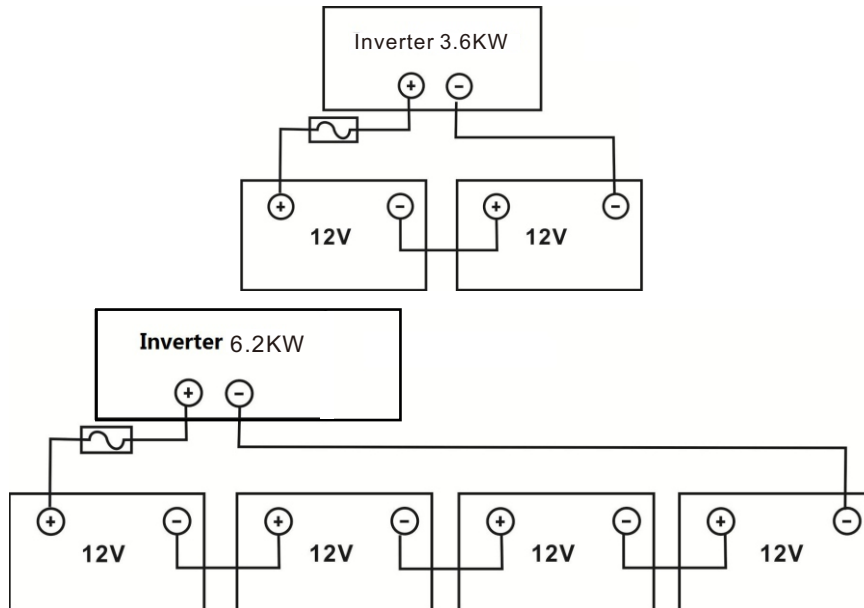 Inverter 3.6KW
+ −
+ − + −
12V 12V
Inverter 6.2KW
+ −
+ − + − + − + −
12V 12V 12V 12V